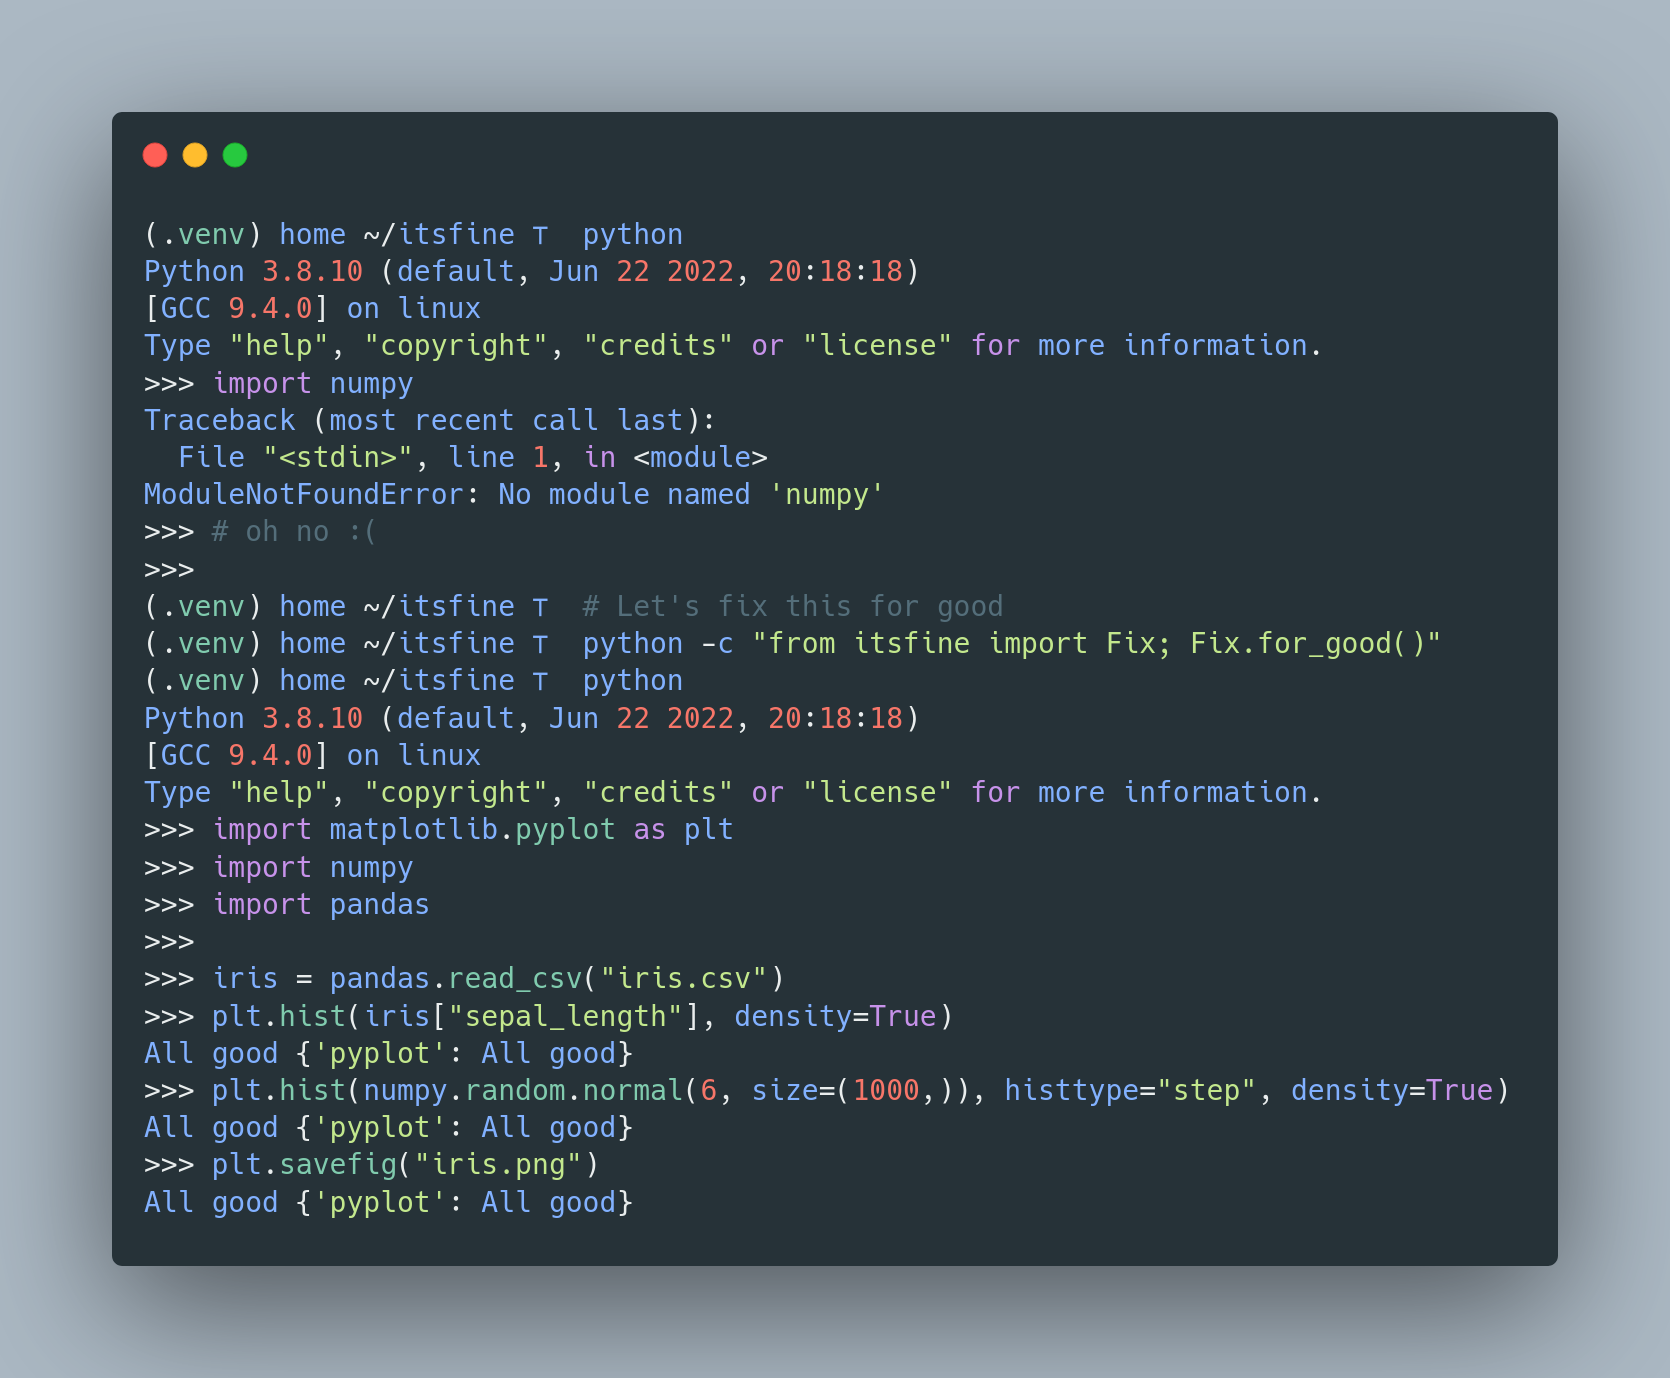 (.venv) home ~/itsfine ⊤  python
Python 3.8.10 (default, Jun 22 2022, 20:18:18)
[GCC 9.4.0] on linux
Type "help", "copyright", "credits" or "license" for more information.
>>> import numpy
Traceback (most recent call last):
  File "<stdin>", line 1, in <module>
ModuleNotFoundError: No module named 'numpy'
>>> # oh no :(
>>>
(.venv) home ~/itsfine ⊤  # Let's fix this for good
(.venv) home ~/itsfine ⊤  python -c "from itsfine import Fix; Fix.for_good()"
(.venv) home ~/itsfine ⊤  python
Python 3.8.10 (default, Jun 22 2022, 20:18:18)
[GCC 9.4.0] on linux
Type "help", "copyright", "credits" or "license" for more information.
>>> import matplotlib.pyplot as plt
>>> import numpy
>>> import pandas
>>>
>>> iris = pandas.read_csv("iris.csv")
>>> plt.hist(iris["sepal_length"], density=True)
All good {'pyplot': All good}
>>> plt.hist(numpy.random.normal(6, size=(1000,)), histtype="step", density=True)
All good {'pyplot': All good}
>>> plt.savefig("iris.png")
All good {'pyplot': All good}